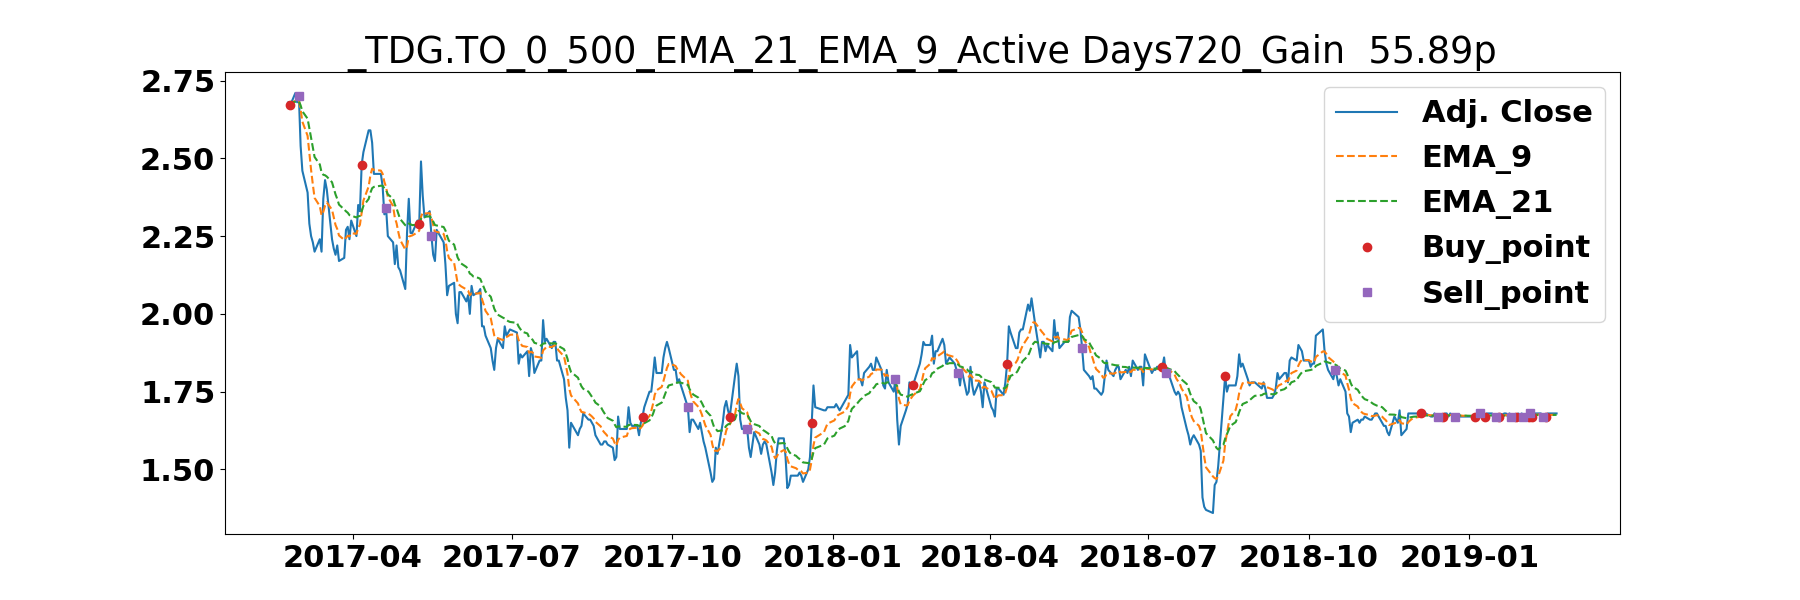 _TDG.TO_0_500_EMA_21_EMA_9_Active Days720_Gain  55.89p
2.75
2.50
2.25
2.00
1.75
1.50
Adj. Close
EMA_9
EMA_21
Buy_point
Sell_point
2017-04 2017-07 2017-10 2018-01 2018-04 2018-07 2018-10 2019-01